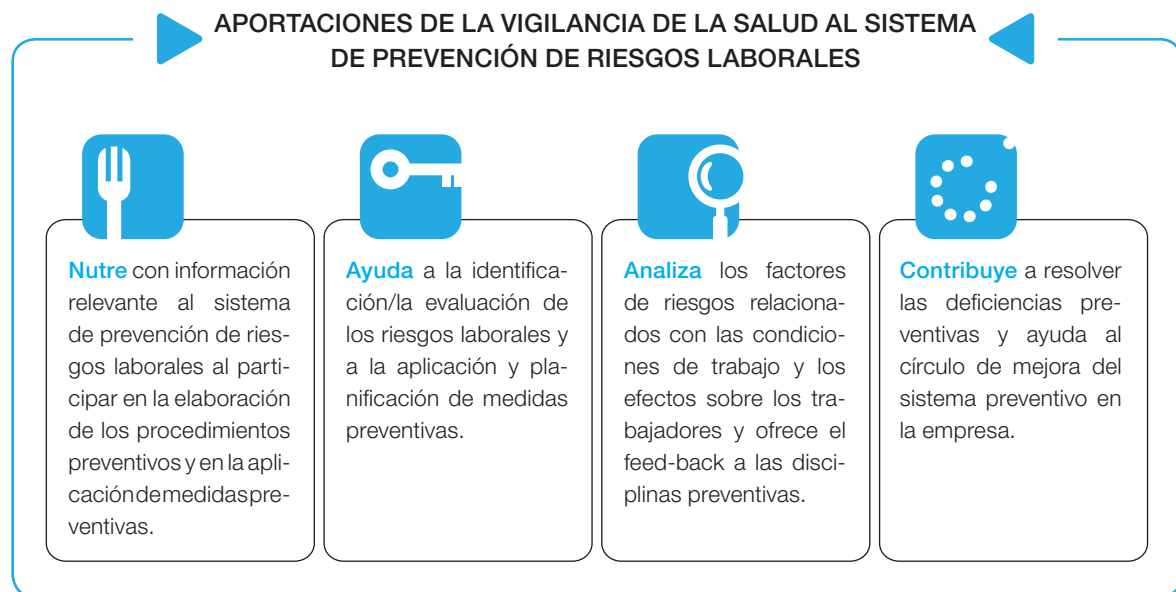 APORTACIONES DE LA VIGILANCIA DE LA SALUD AL SISTEMA
DE PREVENCIÓN DE RIESGOS LABORALES
Nutre con información
relevante al sistema
de prevención de ries-
gos laborales al parti-
cipar en la elaboración
de los procedimientos
preventivos y en la apli-
cación de medidas pre-
ventivas.
Ayuda a la identifica-
ción/la evaluación de
los riesgos laborales y
a la aplicación y pla-
nificación de medidas
preventivas.
Analiza los factores
de riesgos relaciona-
dos con las condicio-
nes de trabajo y los
efectos sobre los tra-
bajadores y ofrece el
feed-back a las disci-
plinas preventivas.
Contribuye a resolver
las deficiencias pre-
ventivas y ayuda al
círculo de mejora del
sistema preventivo en
la empresa.